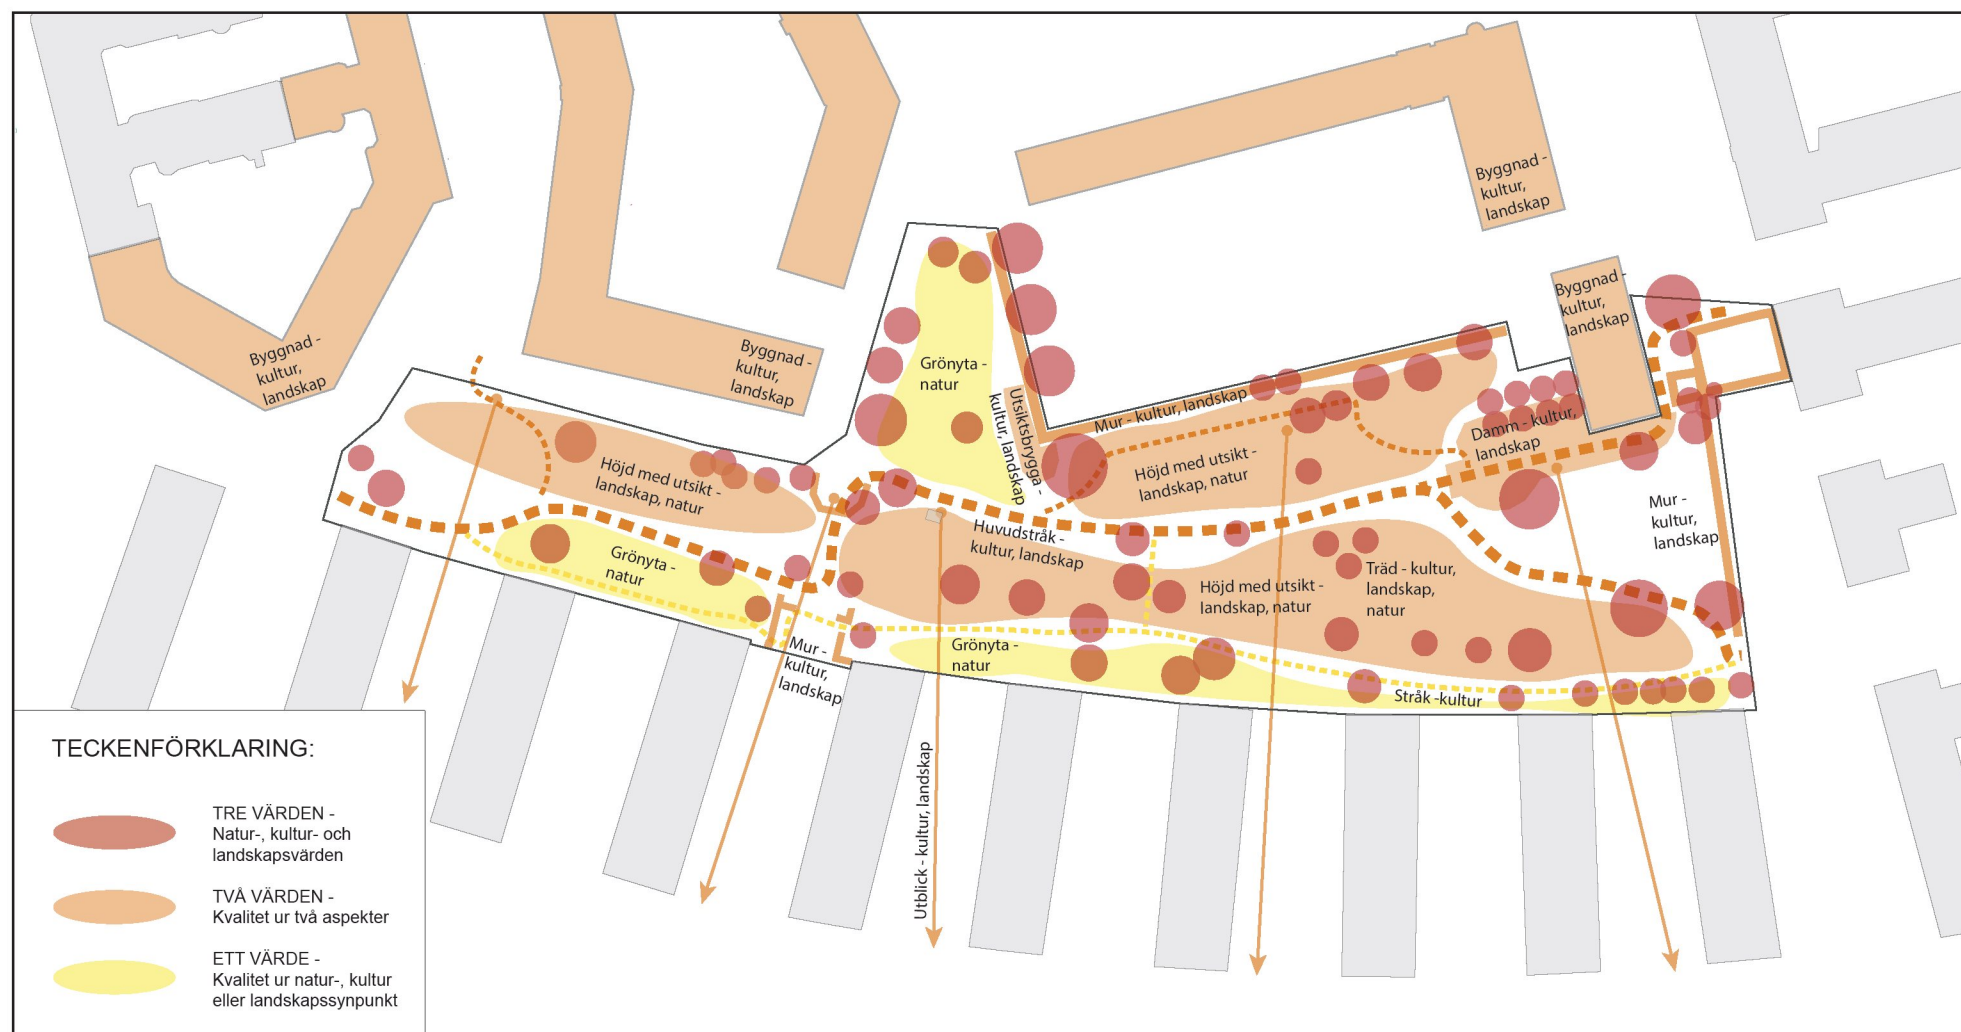 Byggnad -
kultur,
landskap
Byggnad -
kultur,
landskap
Byggnad -
kultur,
landskap
Byggnad -
kultur,
landskap
Grönyta -
natur
Utsiktsbrygga -
kultur, landskap
Mur - kultur, landskap
Höjd med utsikt -
landskap, natur
Höjd med utsikt -
landskap, natur
Damm - kultur,
landskap
Mur -
kultur,
landskap
Huvudstråk -
kultur, landskap
Grönyta -
natur
Höjd med utsikt -
landskap, natur
Träd - kultur,
landskap,
natur
Mur -
kultur,
landskap
Grönyta -
natur
Stråk -kultur
Utblick - kultur, landskap
TECKENFÖRKLARING:
TRE VÄRDEN -
Natur-, kultur- och
landskapsvärden
TVÅ VÄRDEN -
Kvalitet ur två aspekter
ETT VÄRDE -
Kvalitet ur natur-, kultur
eller landskapssynpunkt